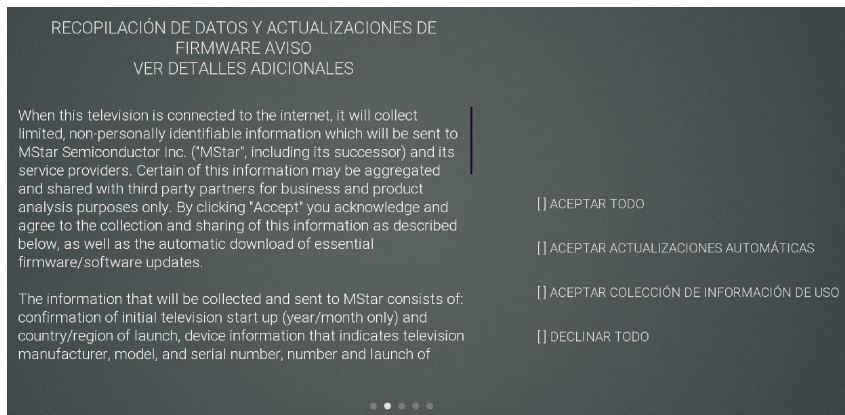 RECOPILACIÓN DE DATOS Y ACTUALIZACIONES DE
FIRMWARE AVISO
VER DETALLES ADICIONALES
When this television is connected to the internet, it will collect
limited, non-personally identifiable information which will be sent to
MStar Semiconductor Inc. ("MStar", including its successor) and its
service providers. Certain of this information may be aggregated
and shared with third party partners for business and product
analysis purposes only. By clicking "Accept" you acknowledge and
agree to the collection and sharing of this information as described
below, as well as the automatic download of essential
firmware/software updates.
The information that will be collected and sent to MStar consists of:
confirmation of initial television start up (year/month only) and
country/region of launch, device information that indicates television
manufacturer, model, and serial number, number and launch of
[ ] ACEPTAR TODO
[ ] ACEPTAR ACTUALIZACIONES AUTOMÁTICAS
[ ] ACEPTAR COLECCIÓN DE INFORMACIÓN DE USO
[ ] DECLINAR TODO